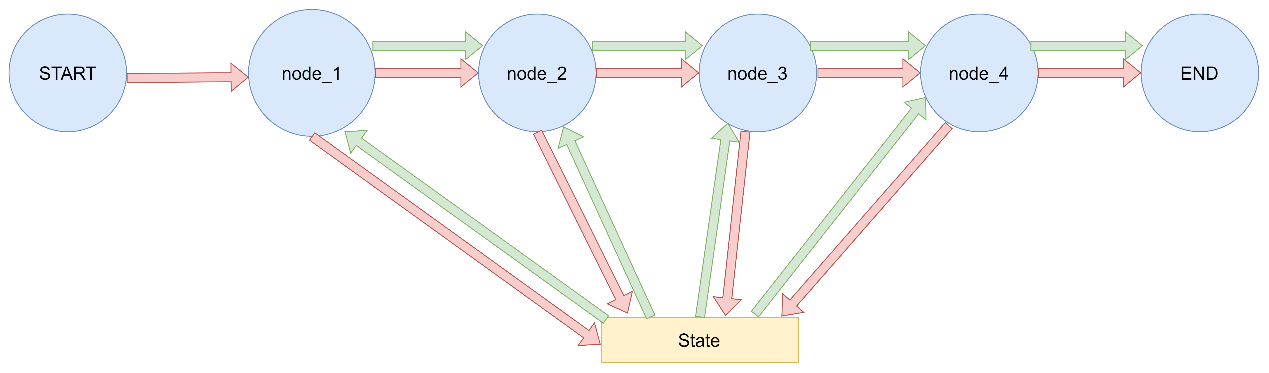 START
node_1
node_2
node_3
node_4
END
State